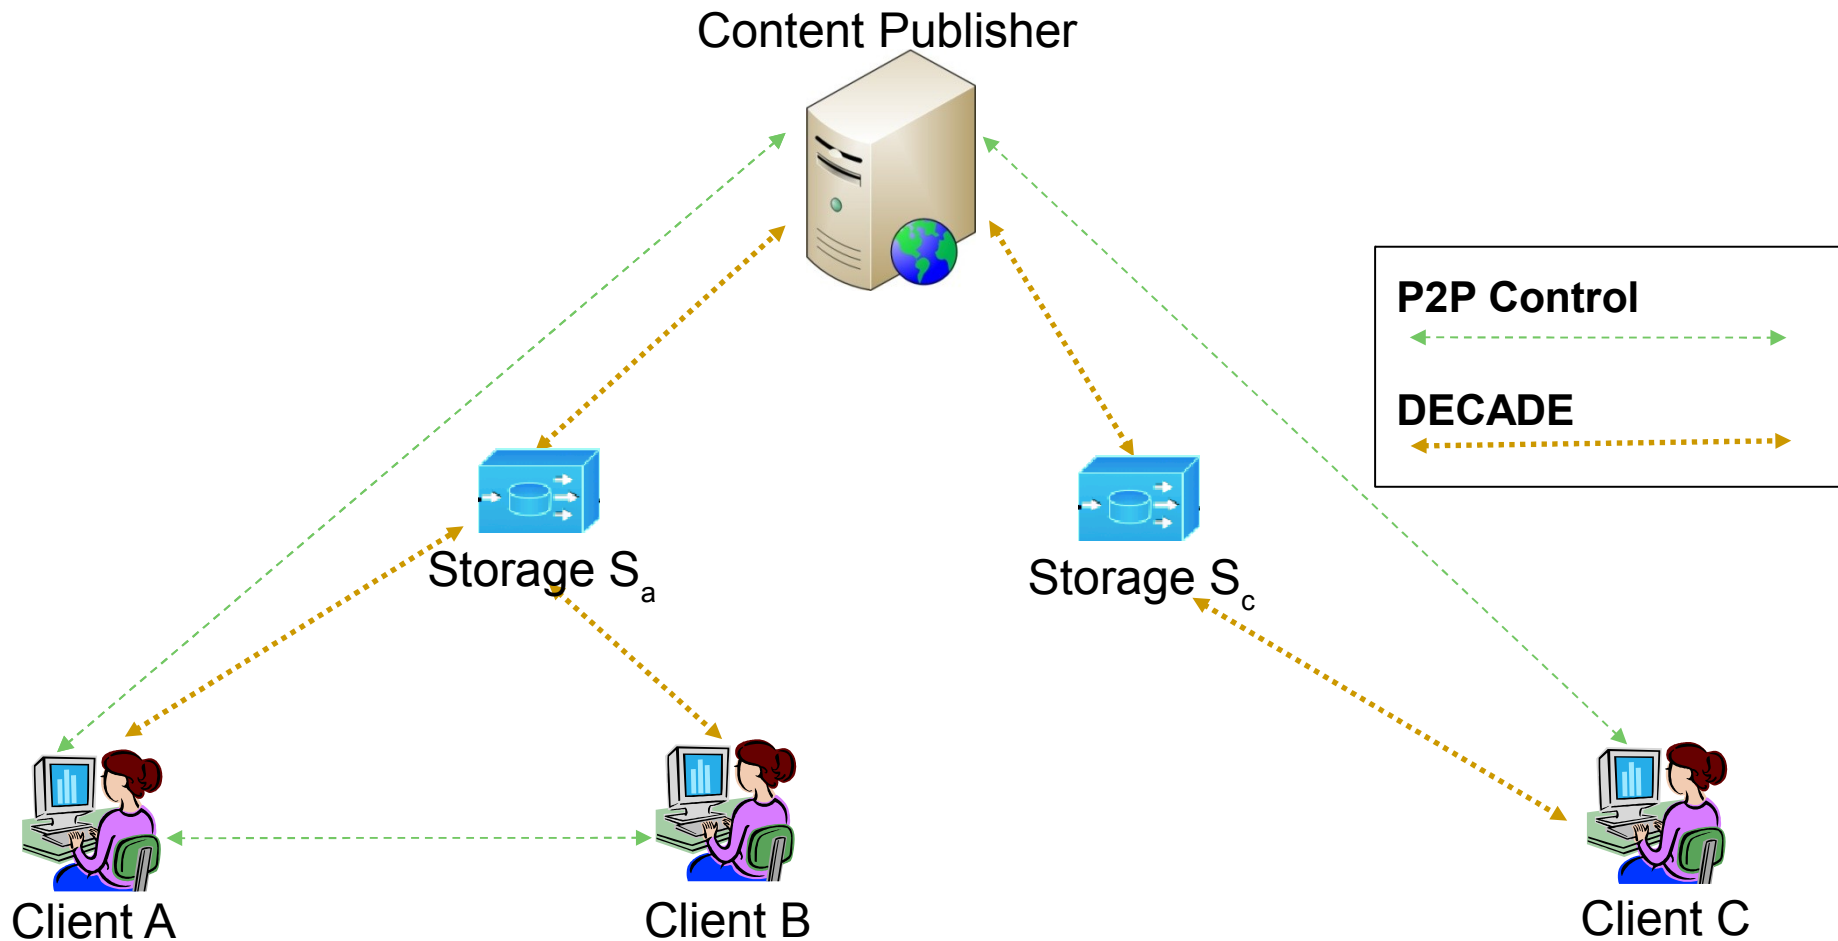 Content Publisher
P2P Control
DECADE
Storage Sa
Storage Sc
Client A
Client B
Client C